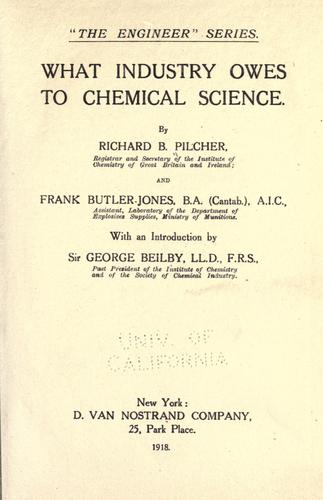 "THE ENGINEER" SERIES.
WHAT INDUSTRY OWES
TO CHEMICAL SCIENCE.
By
RICHARD B. PILCHER,
Registrar and Secretary of the Institute of
Chemistry of Great Britain and Ireland;
AND
FRANK BUTLER-JONES, B.A. (Cantab.), A.I.C.,
Assistant, Laboratory of the Department of
Explosives Supplies, Ministry of Munitions.
With an Introduction by
Sir GEORGE BEILBY, LL.D., F.R.S.,
Past President of the Institute of Chemistry
and of the Society of Chemical Industry.
UNIV. OF
CALIFORNIA
New York:
D. VAN NOSTRAND COMPANY,
25, Park Place.
1918.